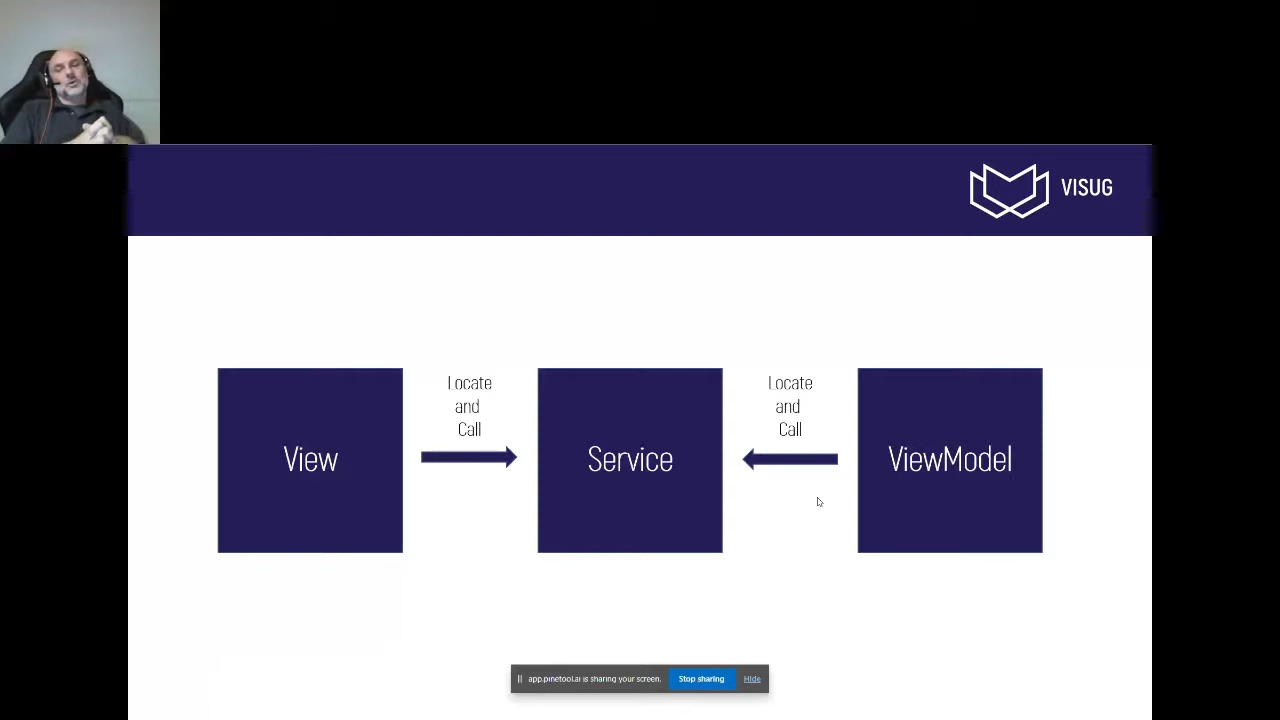 VISUG
Locate
and
Call
Locate
and
Call
View
Service
ViewModel
app.pinetool.ai is sharing your screen.
Stop sharing
Hide